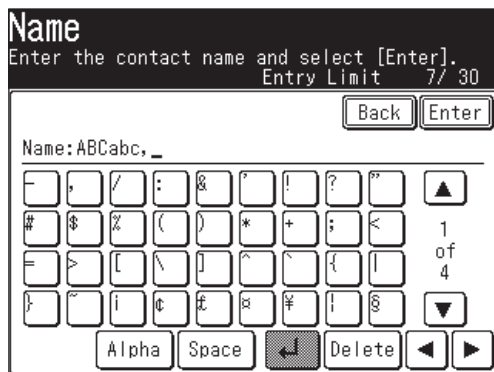 Name
Enter the contact name and select [Enter].
Entry Limit 7/ 30
Back Enter
Name:ABCabc,_
- , / : & ' ! ? "
# $ % ( ) * + ; <
1
of
4
= > [ \ ] ^ ` { |
} ~ ¡ ¢ £ ¤ ¥ ¦ §
Alpha Space ↵ Delete ◀ ▶